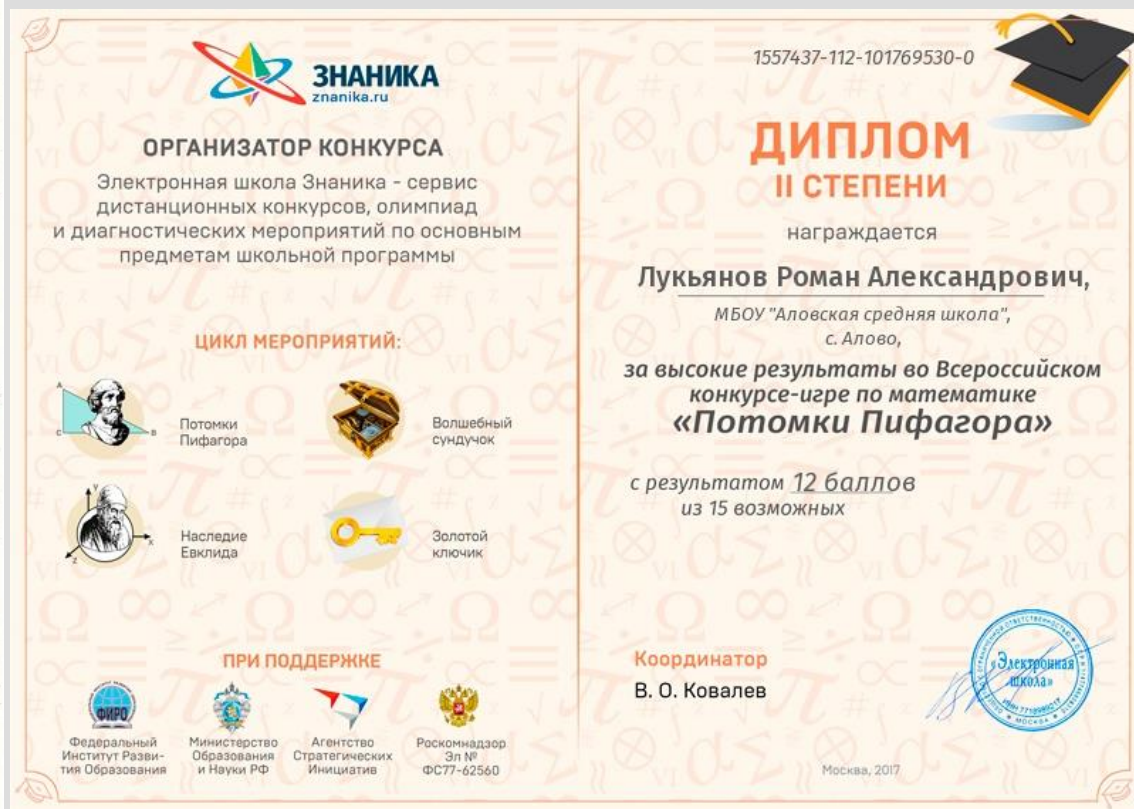 ЗНАНИКА
znanika.ru
ОРГАНИЗАТОР КОНКУРСА
Электронная школа Знаника - сервис
дистанционных конкурсов, олимпиад
и диагностических мероприятий по основным
предметам школьной программы
ЦИКЛ МЕРОПРИЯТИЙ:
A
C
B
Потомки
Пифагора
Волшебный
сундучок
Y
X
Z
Наследие
Евклида
Золотой
ключик
ПРИ ПОДДЕРЖКЕ
ФИРО
Федеральный
Институт Разви-
тия Образования
Министерство
Образования
и Науки РФ
Агентство
Стратегических
Инициатив
Роскомнадзор
Эл №
ФС77-62560
1557437-112-101769530-0
ДИПЛОМ
II СТЕПЕНИ
награждается
Лукьянов Роман Александрович,
МБОУ "Аловская средняя школа",
с. Алово,
за высокие результаты во Всероссийском
конкурсе-игре по математике
«Потомки Пифагора»
с результатом 12 баллов
из 15 возможных
Координатор
В. О. Ковалев
«Электронная
школа»
МОСКВА
Москва, 2017